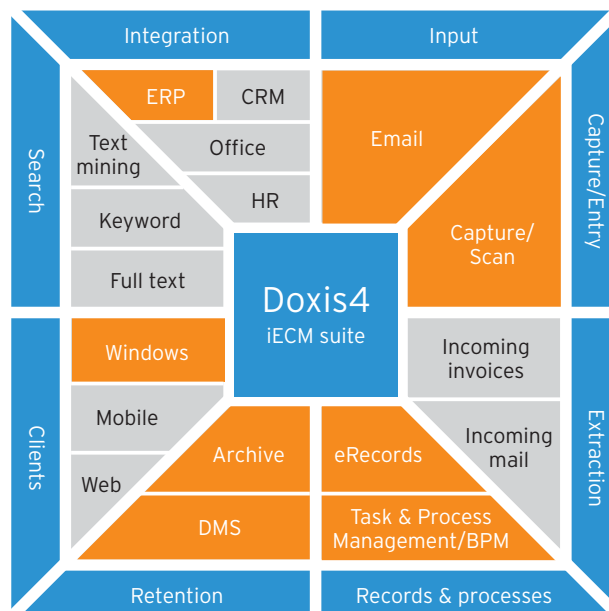 Integration
Input
ERP
CRM
Office
HR
Email
Search
Text
mining
Keyword
Full text
Capture/Entry
Capture/
Scan
Doxis4
iECM suite
Clients
Windows
Mobile
Web
Incoming
invoices
Incoming
mail
Extraction
Archive
DMS
eRecords
Task & Process
Management/BPM
Retention
Records & processes